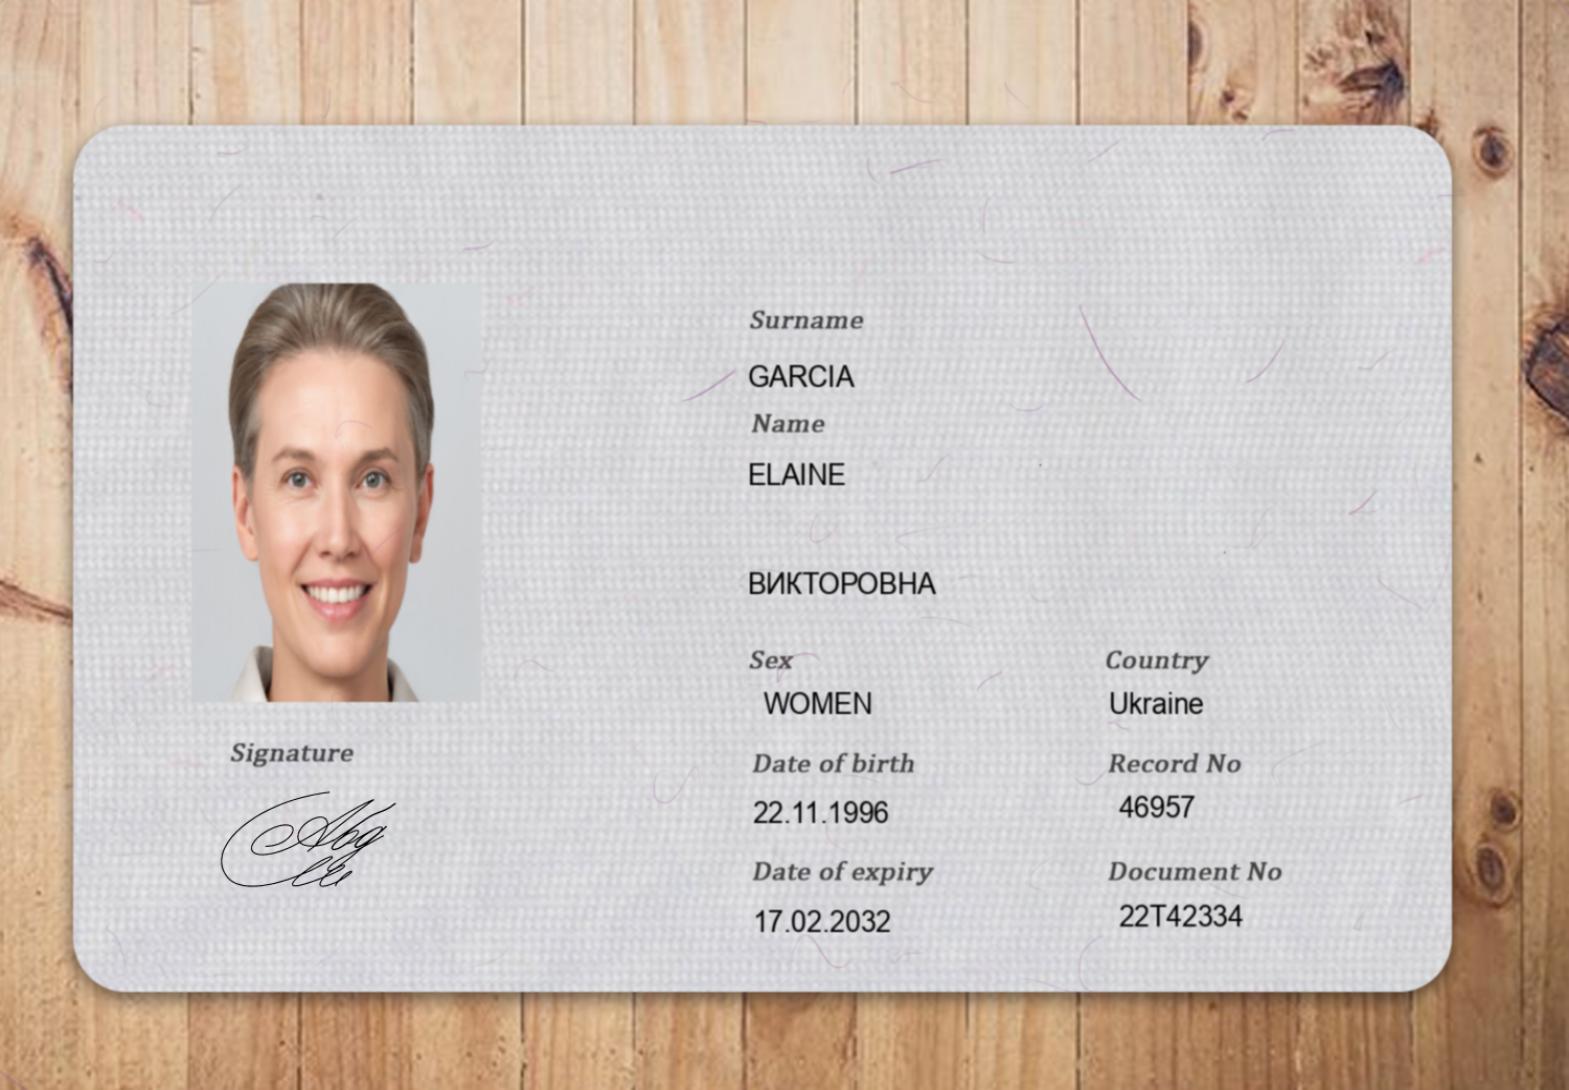 Surname
GARCIA
Name
ELAINE
ВИКТОРОВНА
Sex
Country
WOMEN
Ukraine
Date of birth
Record No
22.11.1996
46957
Date of expiry
Document No
17.02.2032
22T42334
Signature